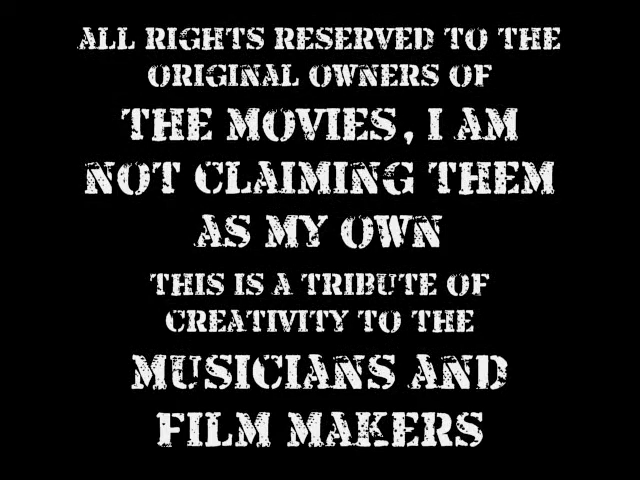 ALL RIGHTS RESERVED TO THE
ORIGINAL OWNERS OF
THE MOVIES, I AM
NOT CLAIMING THEM
AS MY OWN
THIS IS A TRIBUTE OF
CREATIVITY TO THE
MUSICIANS AND
FILM MAKERS